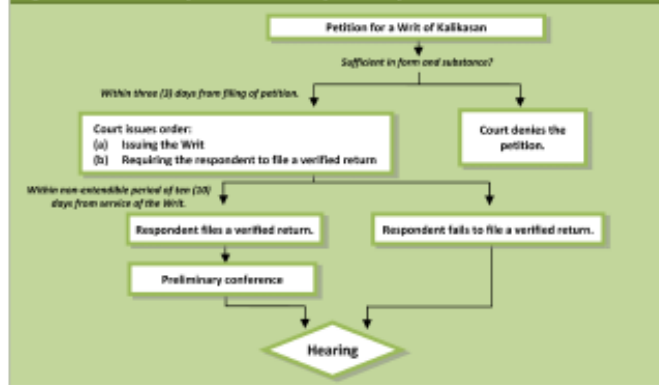 Petition for a Writ of Kalikasan
Sufficient in form and substance?
Within three (3) days from filing of petition.
Court issues order:
(a) Issuing the Writ
(b) Requiring the respondent to file a verified return
Court denies the
petition.
Within non-extendible period of ten (10)
days from service of the Writ.
Respondent files a verified return.
Respondent fails to file a verified return.
Preliminary conference
Hearing